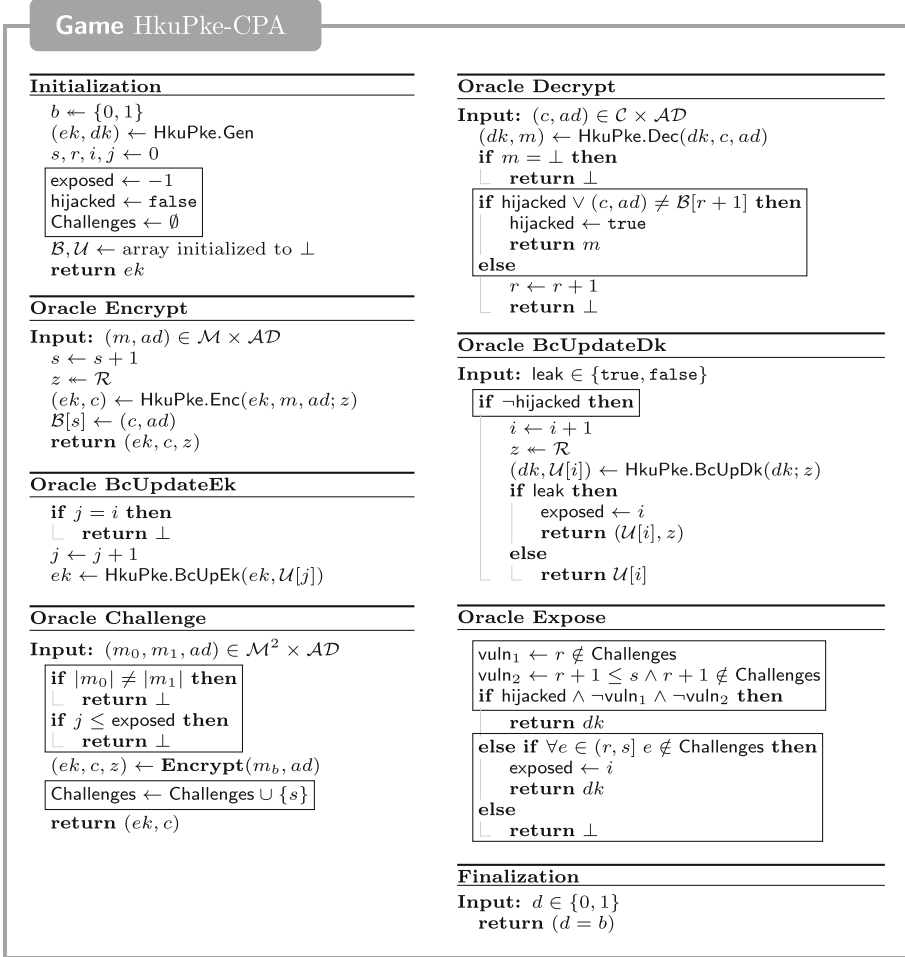 Game HkuPke-CPA
Initialization
b ↞ {0, 1}
(ek, dk) ← HkuPke.Gen
s, r, i, j ← 0
exposed ← −1
hijacked ← false
Challenges ← ∅
B, U ← array initialized to ⊥
return ek
Oracle Encrypt
Input: (m, ad) ∈ M × AD
s ← s + 1
z ↞ R
(ek, c) ← HkuPke.Enc(ek, m, ad; z)
B[s] ← (c, ad)
return (ek, c, z)
Oracle BcUpdateEk
if j = i then
return ⊥
j ← j + 1
ek ← HkuPke.BcUpEk(ek, U[j])
Oracle Challenge
Input: (m₀, m₁, ad) ∈ M² × AD
if |m₀| ≠ |m₁| then
return ⊥
if j ≤ exposed then
return ⊥
(ek, c, z) ← Encrypt(m_b, ad)
Challenges ← Challenges ∪ {s}
return (ek, c)
Oracle Decrypt
Input: (c, ad) ∈ C × AD
(dk, m) ← HkuPke.Dec(dk, c, ad)
if m = ⊥ then
return ⊥
if hijacked ∨ (c, ad) ≠ B[r + 1] then
hijacked ← true
return m
else
r ← r + 1
return ⊥
Oracle BcUpdateDk
Input: leak ∈ {true, false}
if ¬hijacked then
i ← i + 1
z ↞ R
(dk, U[i]) ← HkuPke.BcUpDk(dk; z)
if leak then
exposed ← i
return (U[i], z)
else
return U[i]
Oracle Expose
vuln₁ ← r ∉ Challenges
vuln₂ ← r + 1 ≤ s ∧ r + 1 ∉ Challenges
if hijacked ∧ ¬vuln₁ ∧ ¬vuln₂ then
return dk
else if ∀e ∈ (r, s] e ∉ Challenges then
exposed ← i
return dk
else
return ⊥
Finalization
Input: d ∈ {0, 1}
return (d = b)